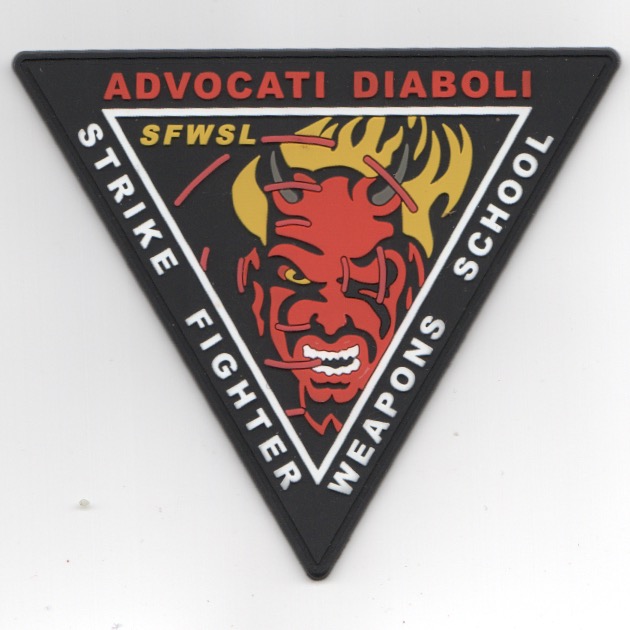 ADVOCATI DIABOLI
SFWSL
STRIKE FIGHTER
WEAPONS SCHOOL